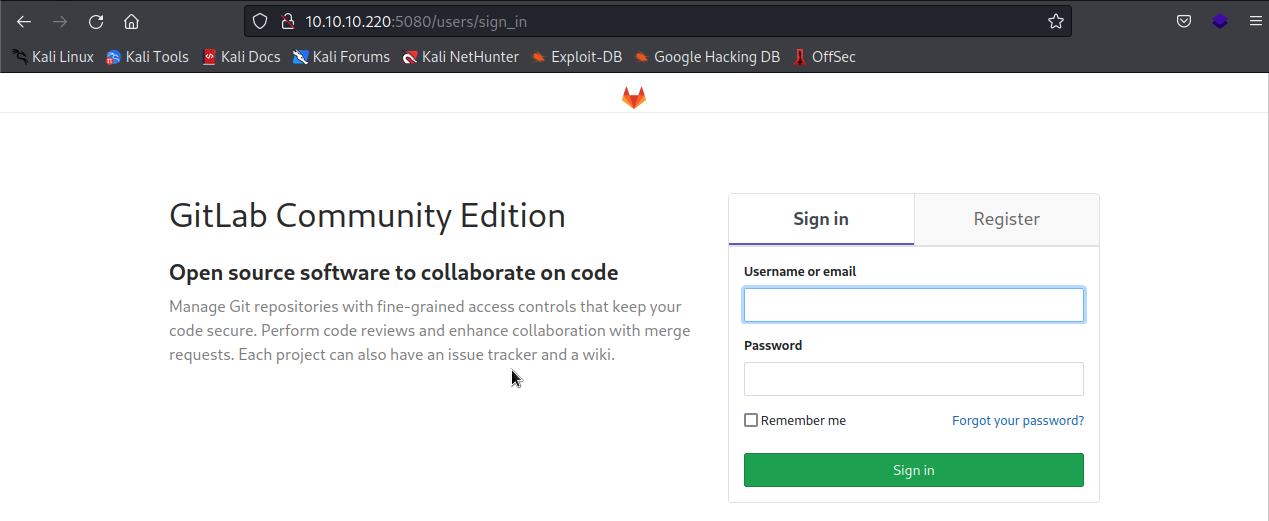 10.10.10.220:5080/users/sign_in
Kali Linux Kali Tools Kali Docs Kali Forums Kali NetHunter Exploit-DB Google Hacking DB OffSec
GitLab Community Edition
Open source software to collaborate on code
Manage Git repositories with fine-grained access controls that keep your
code secure. Perform code reviews and enhance collaboration with merge
requests. Each project can also have an issue tracker and a wiki.
Sign in Register
Username or email
Password
Remember me Forgot your password?
Sign in